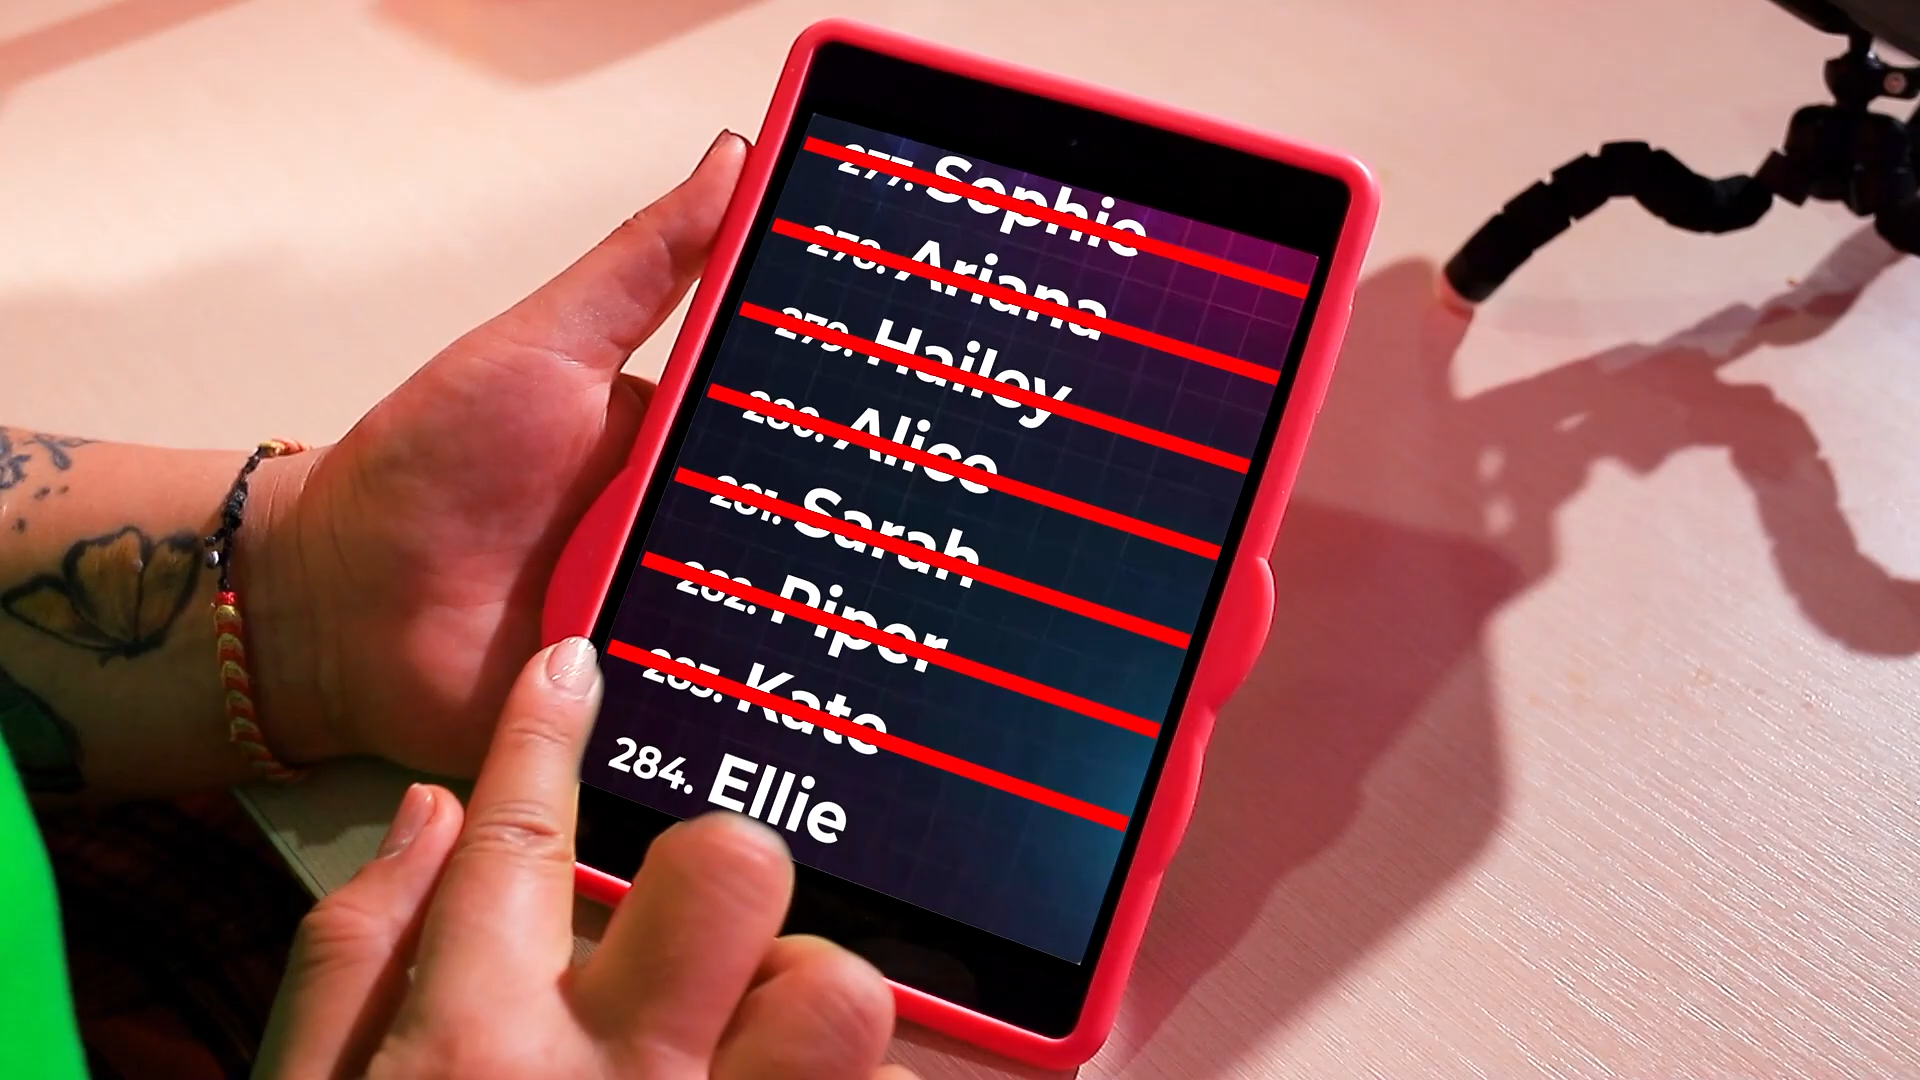 277. Sophie
278. Ariana
279. Hailey
280. Alice
281. Sarah
282. Piper
283. Kate
284. Ellie